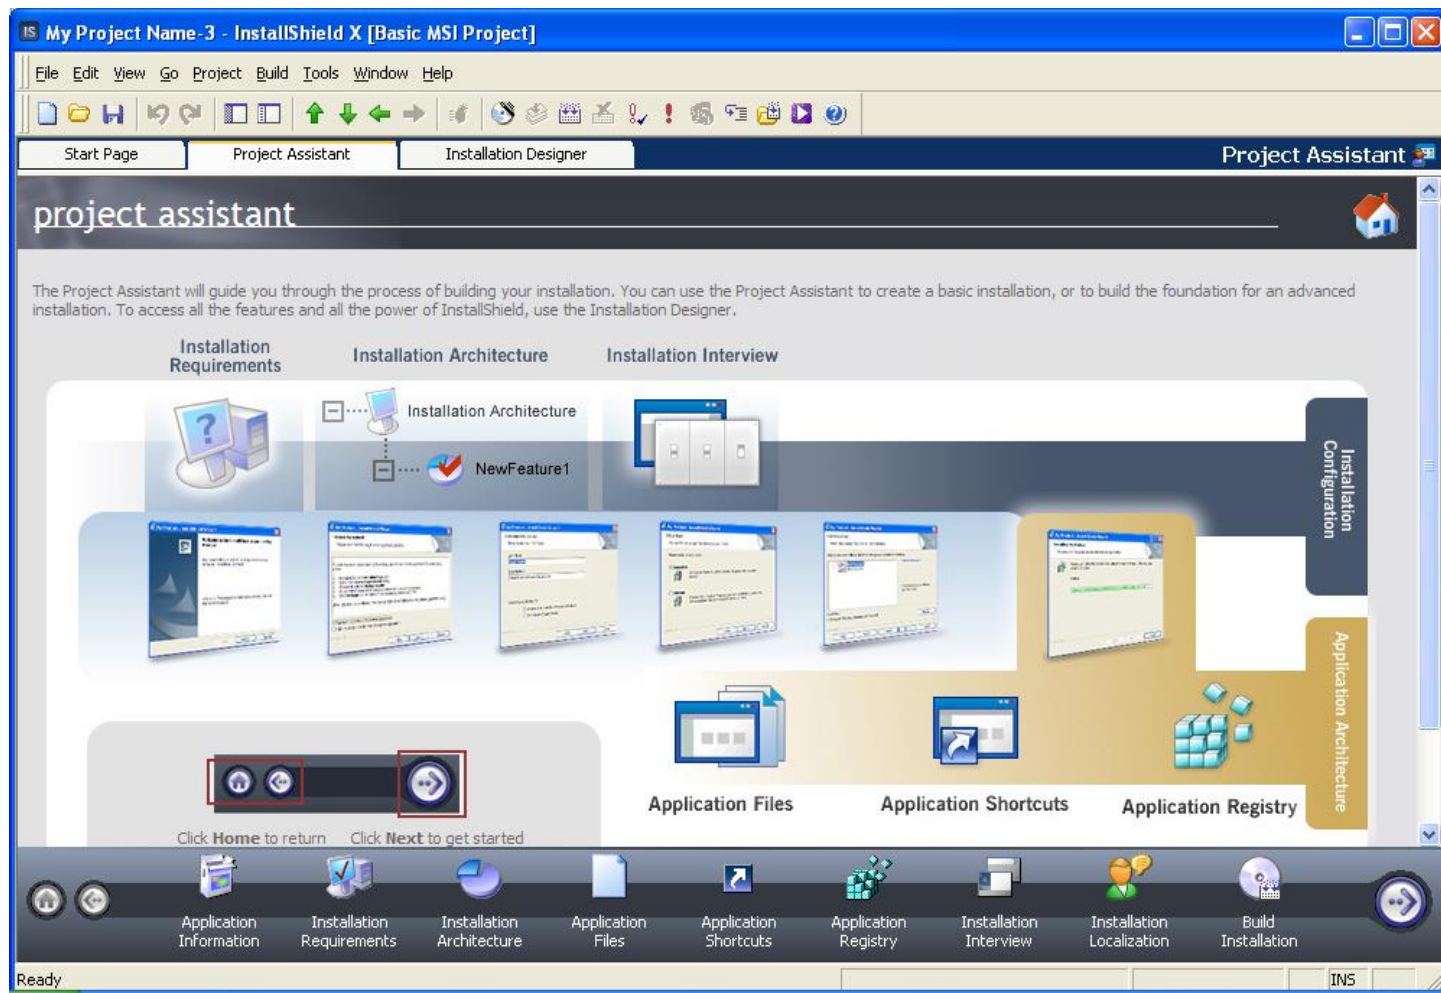 IS My Project Name-3 - InstallShield X [Basic MSI Project]
File Edit View Go Project Build Tools Window Help
Start Page Project Assistant Installation Designer Project Assistant
project assistant
The Project Assistant will guide you through the process of building your installation. You can use the Project Assistant to create a basic installation, or to build the foundation for an advanced
installation. To access all the features and all the power of InstallShield, use the Installation Designer.
Installation
Requirements
Installation Architecture
Installation Interview
Installation Architecture
NewFeature1
Installation
Configuration
Application Architecture
Application Files
Application Shortcuts
Application Registry
Click Home to return Click Next to get started
Application
Information
Installation
Requirements
Installation
Architecture
Application
Files
Application
Shortcuts
Application
Registry
Installation
Interview
Installation
Localization
Build
Installation
Ready
INS